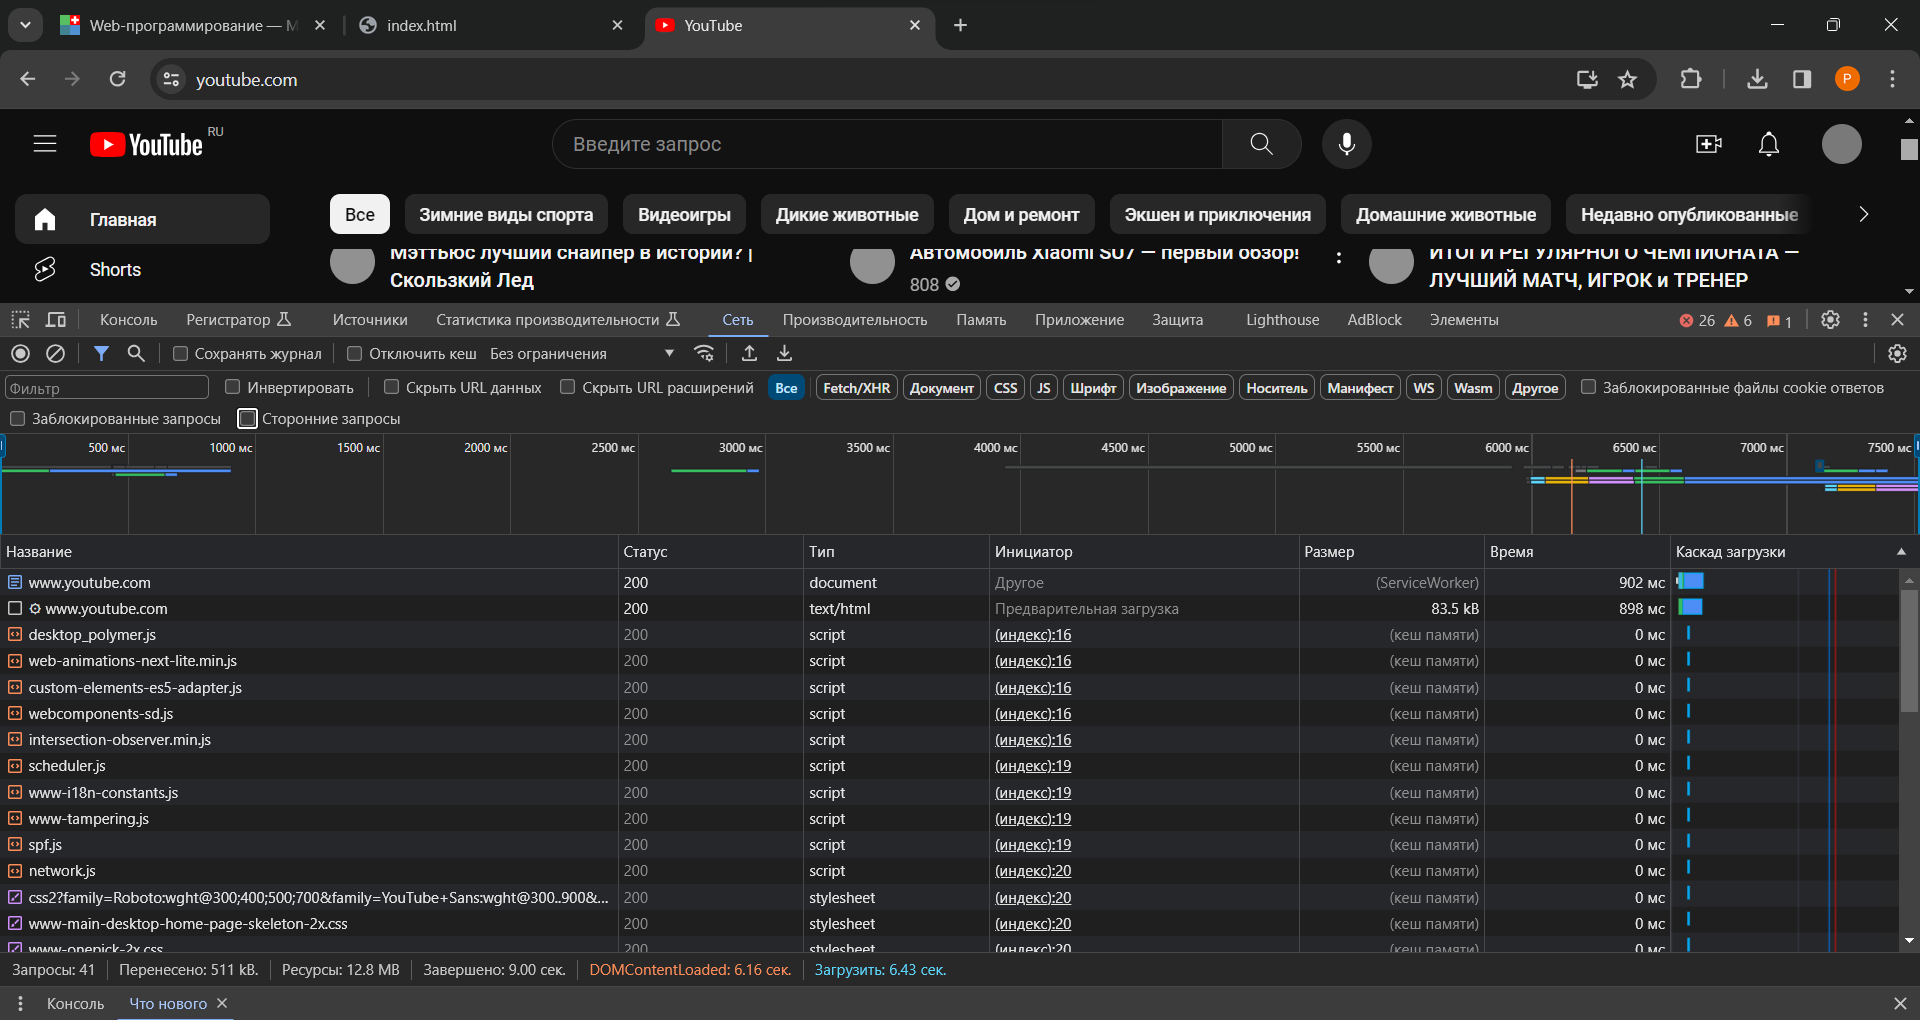 Web-программирование — М
index.html
YouTube
youtube.com
P
YouTube RU
Введите запрос
Главная
Все
Зимние виды спорта
Видеоигры
Дикие животные
Дом и ремонт
Экшен и приключения
Домашние животные
Недавно опубликованные
Shorts
Мэттьюс лучший снайпер в истории? |
Скользкий Лед
Автомобиль Xiaomi SU7 — первый обзор!
808
ИТОГИ РЕГУЛЯРНОГО ЧЕМПИОНАТА —
ЛУЧШИЙ МАТЧ, ИГРОК и ТРЕНЕР
Консоль Регистратор Источники Статистика производительности Сеть Производительность Память Приложение Защита Lighthouse AdBlock Элементы 26 6 1
Сохранять журнал Отключить кеш Без ограничения
Фильтр Инвертировать Скрыть URL данных Скрыть URL расширений Все Fetch/XHR Документ CSS JS Шрифт Изображение Носитель Манифест WS Wasm Другое Заблокированные файлы cookie ответов
Заблокированные запросы Сторонние запросы
500 мс 1000 мс 1500 мс 2000 мс 2500 мс 3000 мс 3500 мс 4000 мс 4500 мс 5000 мс 5500 мс 6000 мс 6500 мс 7000 мс 7500 мс
Название Статус Тип Инициатор Размер Время Каскад загрузки
www.youtube.com 200 document Другое (ServiceWorker) 902 мс
www.youtube.com 200 text/html Предварительная загрузка 83.5 kB 898 мс
desktop_polymer.js 200 script (индекс):16 (кеш памяти) 0 мс
web-animations-next-lite.min.js 200 script (индекс):16 (кеш памяти) 0 мс
custom-elements-es5-adapter.js 200 script (индекс):16 (кеш памяти) 0 мс
webcomponents-sd.js 200 script (индекс):16 (кеш памяти) 0 мс
intersection-observer.min.js 200 script (индекс):16 (кеш памяти) 0 мс
scheduler.js 200 script (индекс):19 (кеш памяти) 0 мс
www-i18n-constants.js 200 script (индекс):19 (кеш памяти) 0 мс
www-tampering.js 200 script (индекс):19 (кеш памяти) 0 мс
spf.js 200 script (индекс):19 (кеш памяти) 0 мс
network.js 200 script (индекс):20 (кеш памяти) 0 мс
css2?family=Roboto:wght@300;400;500;700&family=YouTube+Sans:wght@300..900&... 200 stylesheet (индекс):20 (кеш памяти) 0 мс
www-main-desktop-home-page-skeleton-2x.css 200 stylesheet (индекс):20 (кеш памяти) 0 мс
www-onepick-2x.css 200 stylesheet (индекс):20 (кеш памяти) 0 мс
Запросы: 41 Перенесено: 511 kB. Ресурсы: 12.8 MB Завершено: 9.00 сек. DOMContentLoaded: 6.16 сек. Загрузить: 6.43 сек.
Консоль Что нового